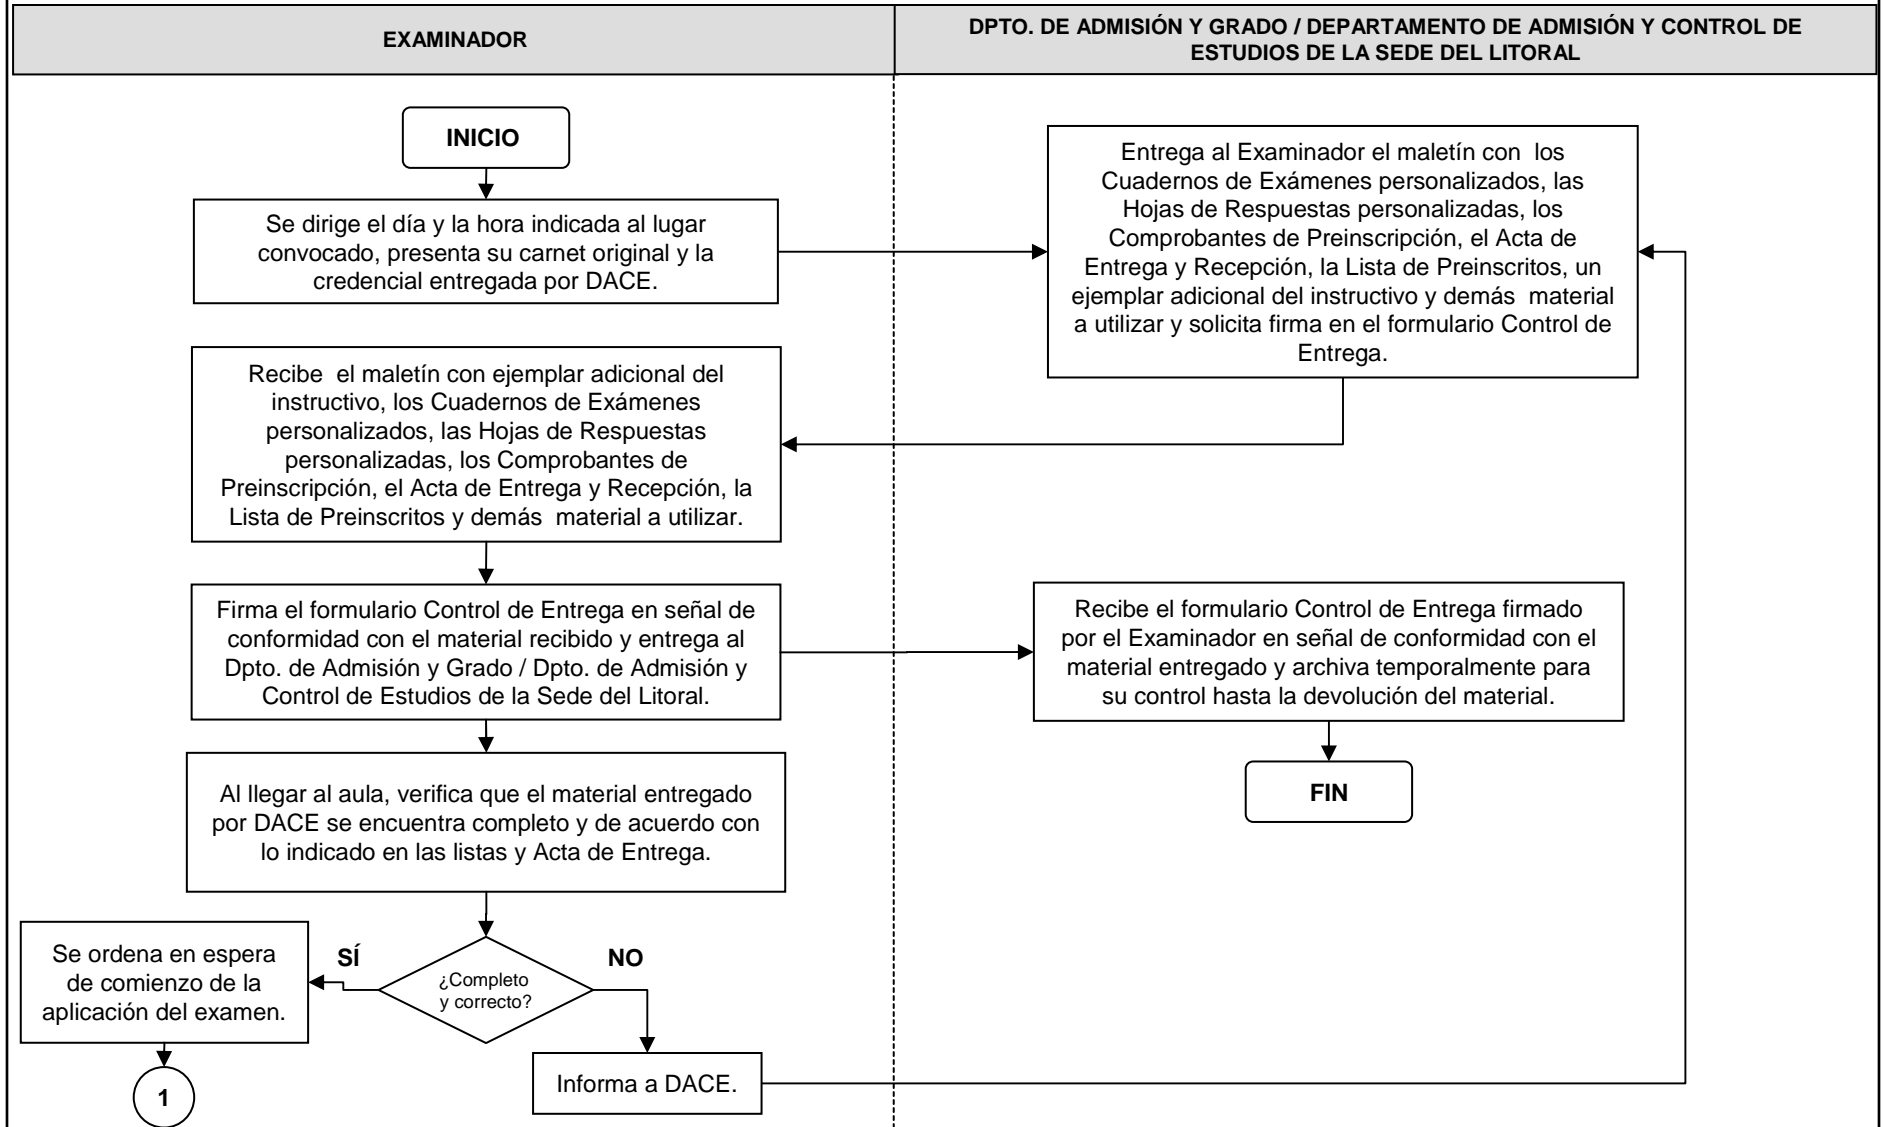 EXAMINADOR
DPTO. DE ADMISIÓN Y GRADO / DEPARTAMENTO DE ADMISIÓN Y CONTROL DE
ESTUDIOS DE LA SEDE DEL LITORAL
INICIO
Se dirige el día y la hora indicada al lugar
convocado, presenta su carnet original y la
credencial entregada por DACE.
Entrega al Examinador el maletín con los
Cuadernos de Exámenes personalizados, las
Hojas de Respuestas personalizadas, los
Comprobantes de Preinscripción, el Acta de
Entrega y Recepción, la Lista de Preinscritos, un
ejemplar adicional del instructivo y demás material
a utilizar y solicita firma en el formulario Control de
Entrega.
Recibe el maletín con ejemplar adicional del
instructivo, los Cuadernos de Exámenes
personalizados, las Hojas de Respuestas
personalizadas, los Comprobantes de
Preinscripción, el Acta de Entrega y Recepción, la
Lista de Preinscritos y demás material a utilizar.
Firma el formulario Control de Entrega en señal de
conformidad con el material recibido y entrega al
Dpto. de Admisión y Grado / Dpto. de Admisión y
Control de Estudios de la Sede del Litoral.
Recibe el formulario Control de Entrega firmado
por el Examinador en señal de conformidad con el
material entregado y archiva temporalmente para
su control hasta la devolución del material.
FIN
Al llegar al aula, verifica que el material entregado
por DACE se encuentra completo y de acuerdo con
lo indicado en las listas y Acta de Entrega.
¿Completo
y correcto?
SÍ
NO
Se ordena en espera
de comienzo de la
aplicación del examen.
Informa a DACE.
1